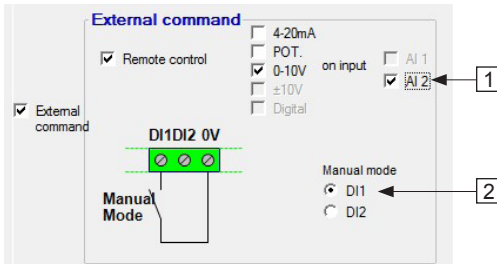 External command
4-20mA
POT.
0-10V
±10V
Digital
Remote control
on input
AI 1
AI 2
1
External
command
DI1DI2 0V
Manual
Mode
Manual mode
DI1
DI2
2